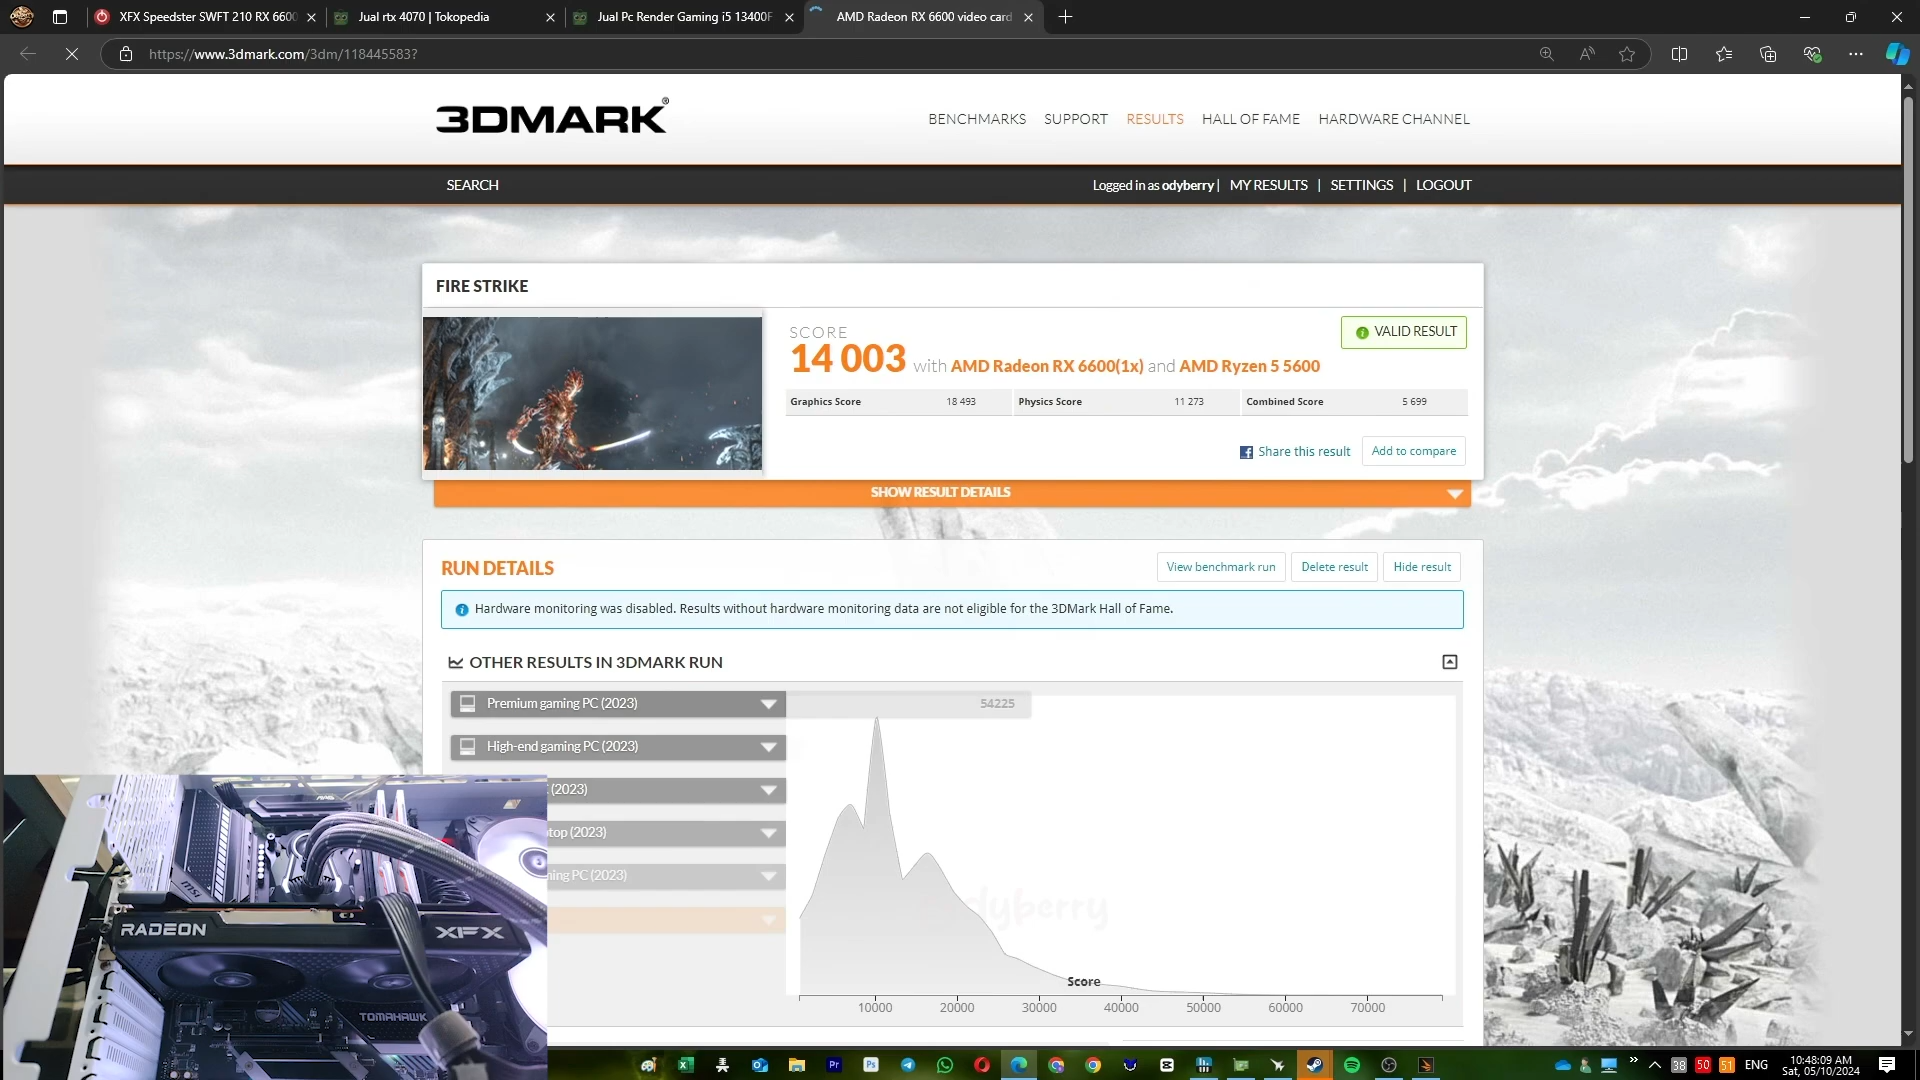 XFX Speedster SWFT 210 RX 6600
Jual rtx 4070 | Tokopedia
Jual Pc Render Gaming i5 13400F
AMD Radeon RX 6600 video card
https://www.3dmark.com/3dm/118445583?
3DMARK®
BENCHMARKS
SUPPORT
RESULTS
HALL OF FAME
HARDWARE CHANNEL
SEARCH
Logged in as odyberry |
MY RESULTS |
SETTINGS |
LOGOUT
FIRE STRIKE
SCORE
14 003 with AMD Radeon RX 6600(1x) and AMD Ryzen 5 5600
VALID RESULT
Graphics Score 18 493
Physics Score 11 273
Combined Score 5 699
Share this result
Add to compare
SHOW RESULT DETAILS
RUN DETAILS
View benchmark run
Delete result
Hide result
Hardware monitoring was disabled. Results without hardware monitoring data are not eligible for the 3DMark Hall of Fame.
OTHER RESULTS IN 3DMARK RUN
Premium gaming PC (2023)
54225
High-end gaming PC (2023)
(2023)
top (2023)
ing PC (2023)
dyberry
Score
10000
20000
30000
40000
50000
60000
70000
msi
RADEON
XFX
TOMAHAWK
38
50
51
ENG
10:48:09 AM
Sat, 05/10/2024